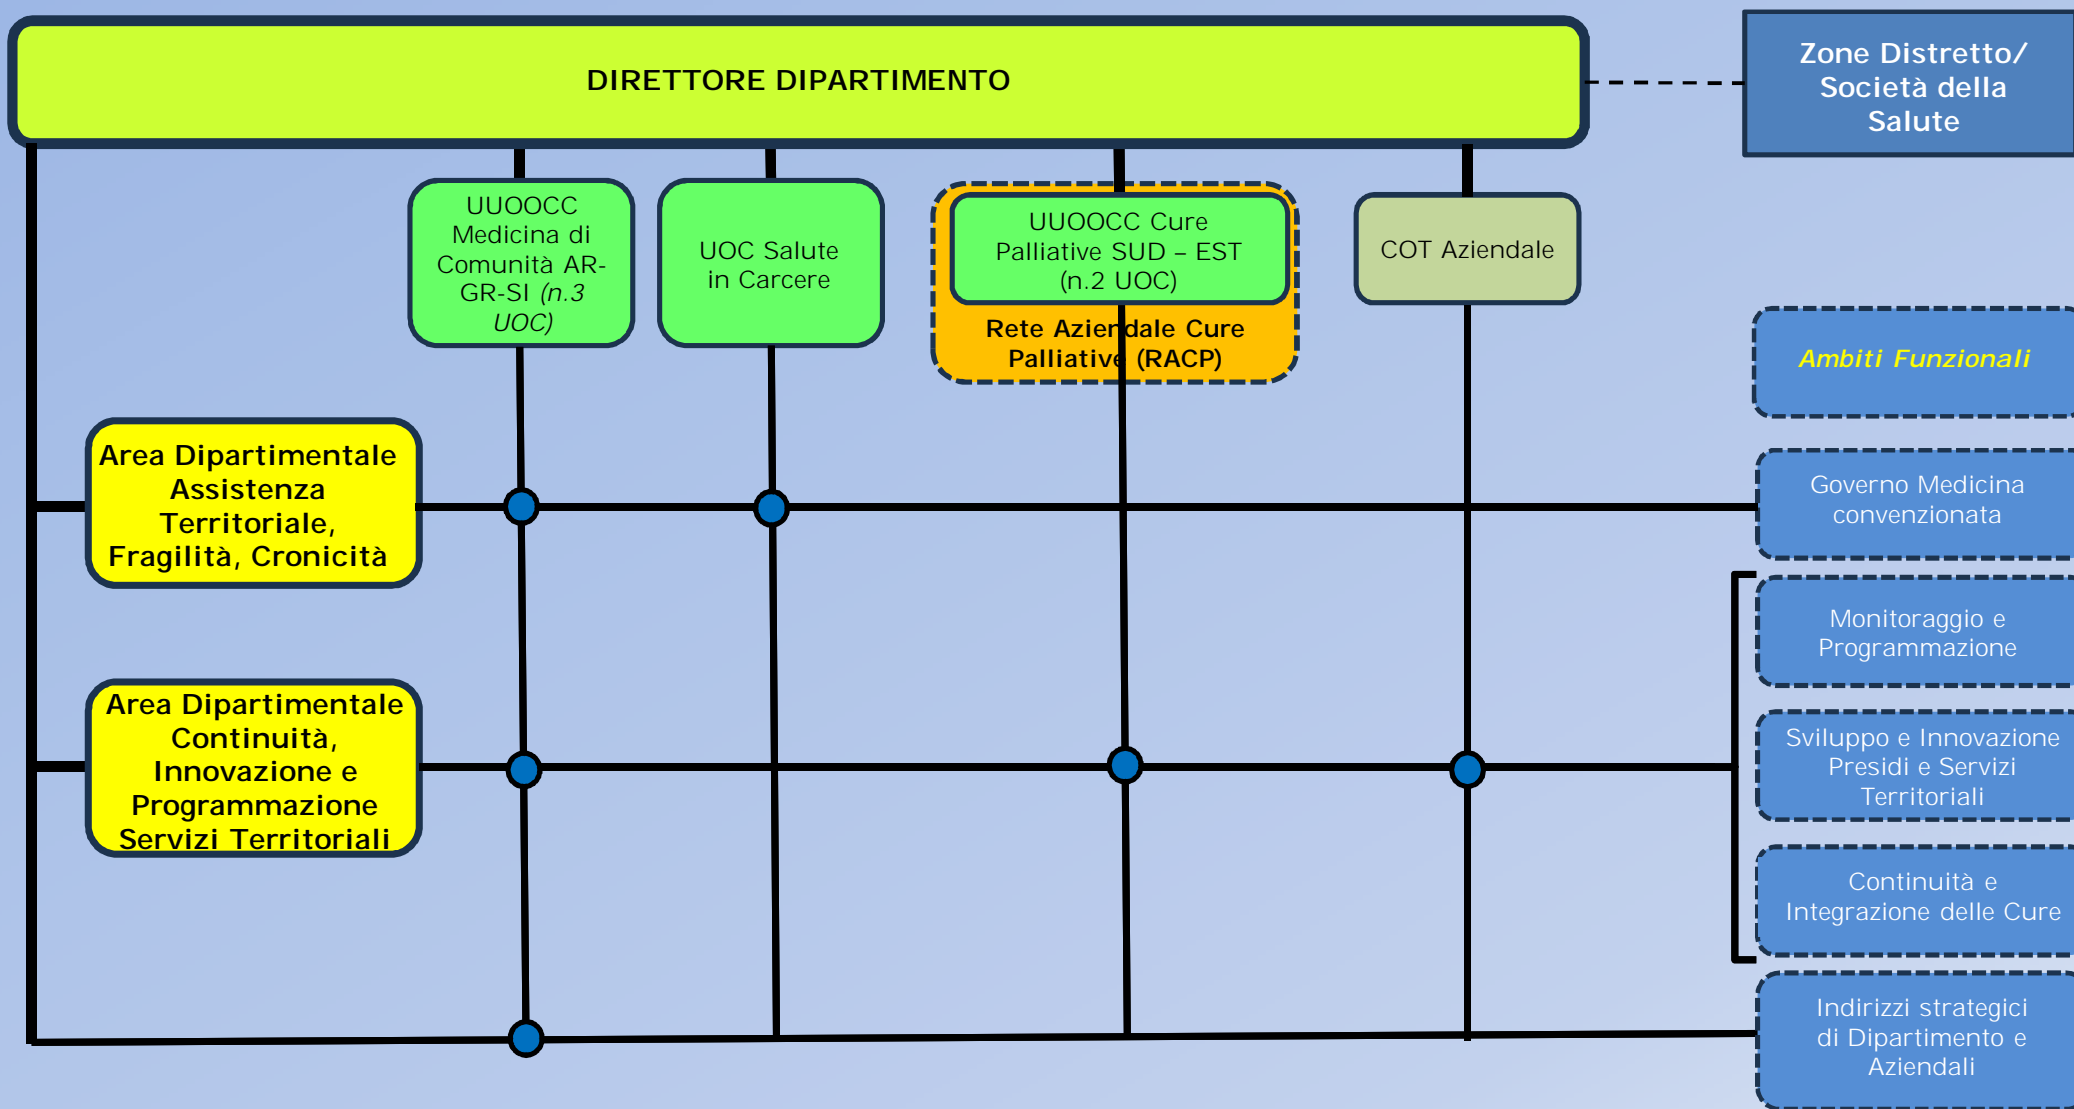 DIRETTORE DIPARTIMENTO
Zone Distretto/
Società della
Salute
UUOOCC
Medicina di
Comunità AR-
GR-SI (n.3
UOC)
UOC Salute
in Carcere
UUOOCC Cure
Palliative SUD – EST
(n.2 UOC)
Rete Aziendale Cure
Palliative (RACP)
COT Aziendale
Ambiti Funzionali
Area Dipartimentale
Assistenza
Territoriale,
Fragilità, Cronicità
Governo Medicina
convenzionata
Monitoraggio e
Programmazione
Area Dipartimentale
Continuità,
Innovazione e
Programmazione
Servizi Territoriali
Sviluppo e Innovazione
Presidi e Servizi
Territoriali
Continuità e
Integrazione delle Cure
Indirizzi strategici
di Dipartimento e
Aziendali